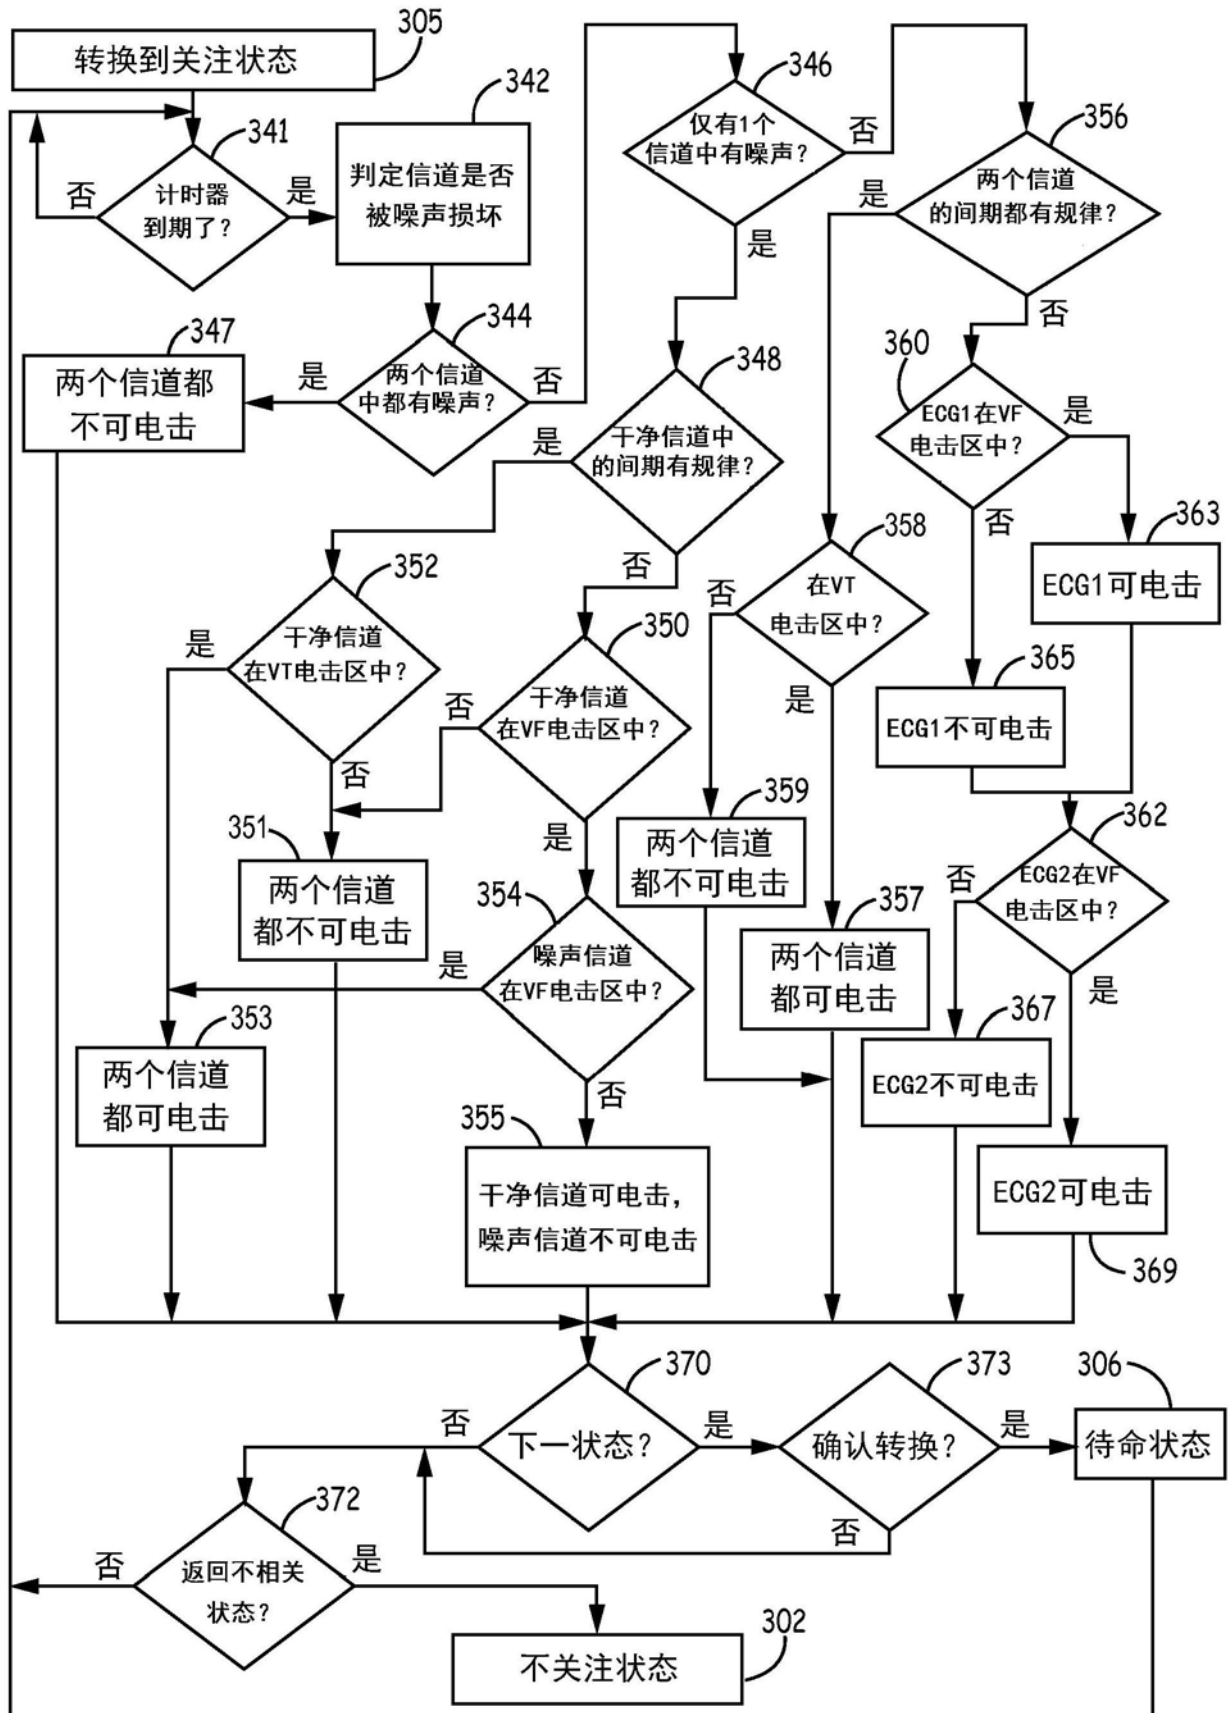 305
转换到关注状态
341
计时器
到期了?
否
是
342
判定信道是否
被噪声损坏
344
两个信道
中都有噪声?
是
否
347
两个信道都
不可电击
346
仅有1个
信道中有噪声?
否
是
348
干净信道中
的间期有规律?
是
否
352
干净信道
在VT电击区中?
是
否
350
干净信道
在VF电击区中?
否
是
351
两个信道
都不可电击
354
噪声信道
在VF电击区中?
是
否
353
两个信道
都可电击
355
干净信道可电击,
噪声信道不可电击
356
两个信道
的间期都有规律?
是
否
358
在VT
电击区中?
否
是
359
两个信道
都不可电击
357
两个信道
都可电击
360
ECG1在VF
电击区中?
是
否
363
ECG1可电击
365
ECG1不可电击
362
ECG2在VF
电击区中?
否
是
367
ECG2不可电击
ECG2可电击
369
370
下一状态?
否
是
373
确认转换?
是
否
306
待命状态
372
返回不相关
状态?
否
是
302
不关注状态